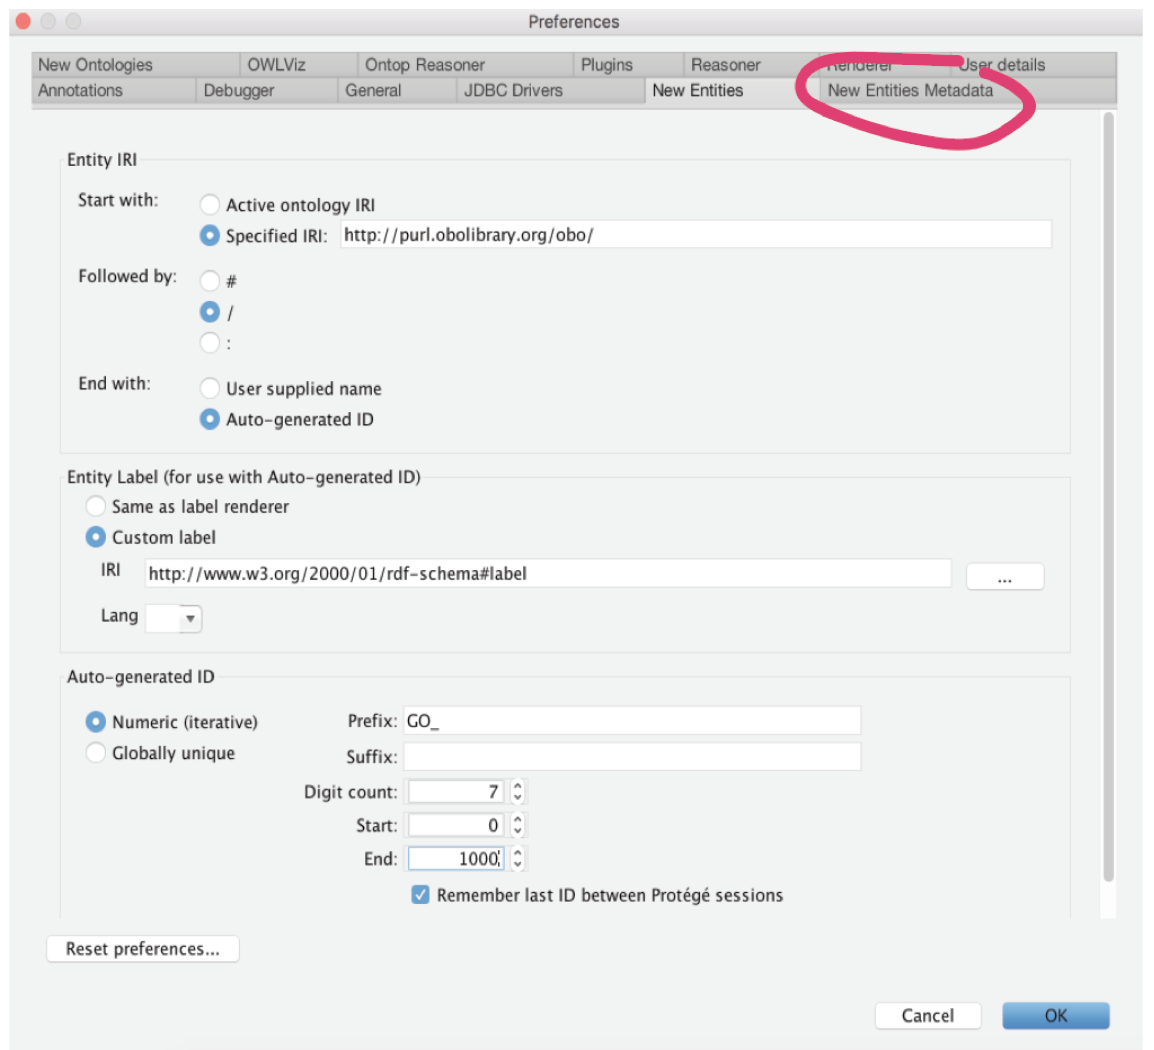 Preferences
New Ontologies OWLViz Ontop Reasoner Plugins Reasoner Renderer User details
Annotations Debugger General JDBC Drivers New Entities New Entities Metadata
Entity IRI
Start with: Active ontology IRI
Specified IRI: http://purl.obolibrary.org/obo/
Followed by: #
/
:
End with: User supplied name
Auto-generated ID
Entity Label (for use with Auto-generated ID)
Same as label renderer
Custom label
IRI http://www.w3.org/2000/01/rdf-schema#label ...
Lang
Auto-generated ID
Numeric (iterative) Prefix: GO_
Globally unique Suffix:
Digit count: 7
Start: 0
End: 1000
Remember last ID between Protégé sessions
Reset preferences...
Cancel OK